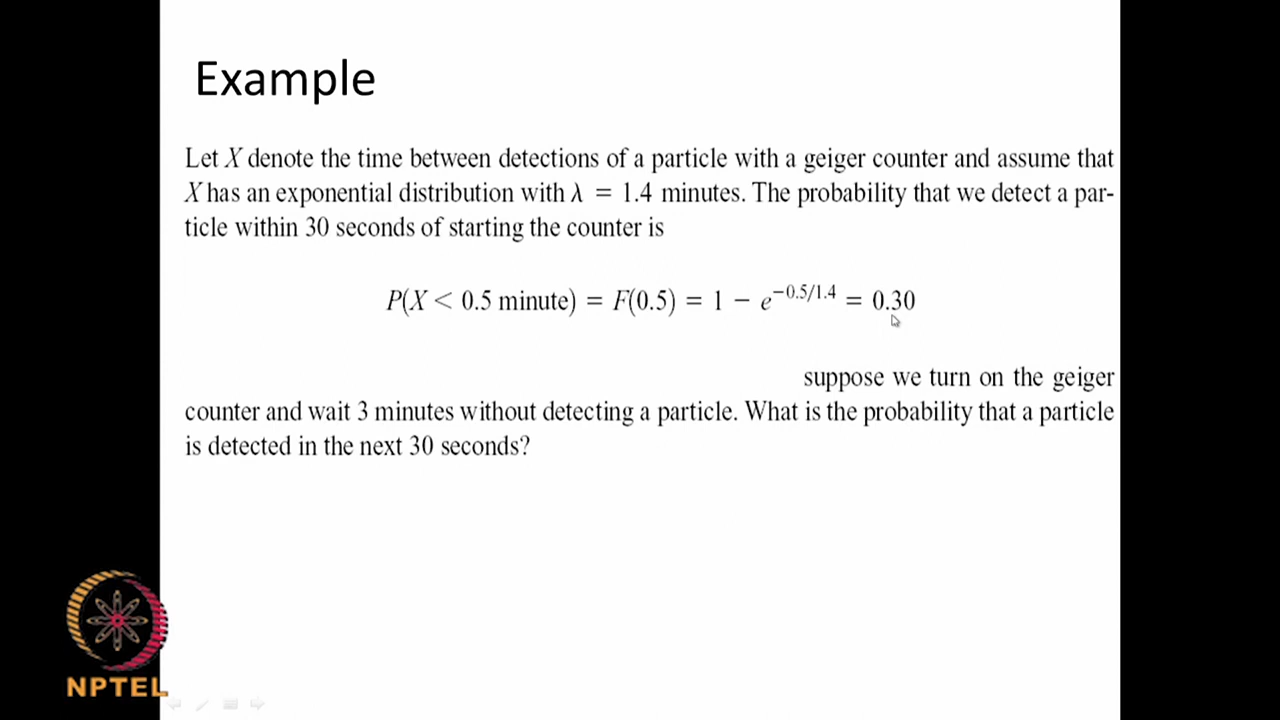 Example
Let X denote the time between detections of a particle with a geiger counter and assume that
X has an exponential distribution with λ = 1.4 minutes. The probability that we detect a par-
ticle within 30 seconds of starting the counter is
P(X < 0.5 minute) = F(0.5) = 1 − e^{−0.5/1.4} = 0.30
suppose we turn on the geiger
counter and wait 3 minutes without detecting a particle. What is the probability that a particle
is detected in the next 30 seconds?
NPTEL